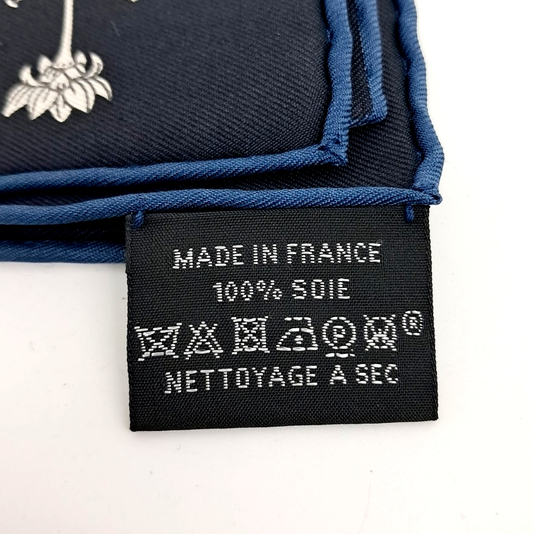 MADE IN FRANCE
100% SOIE
P ®
NETTOYAGE A SEC